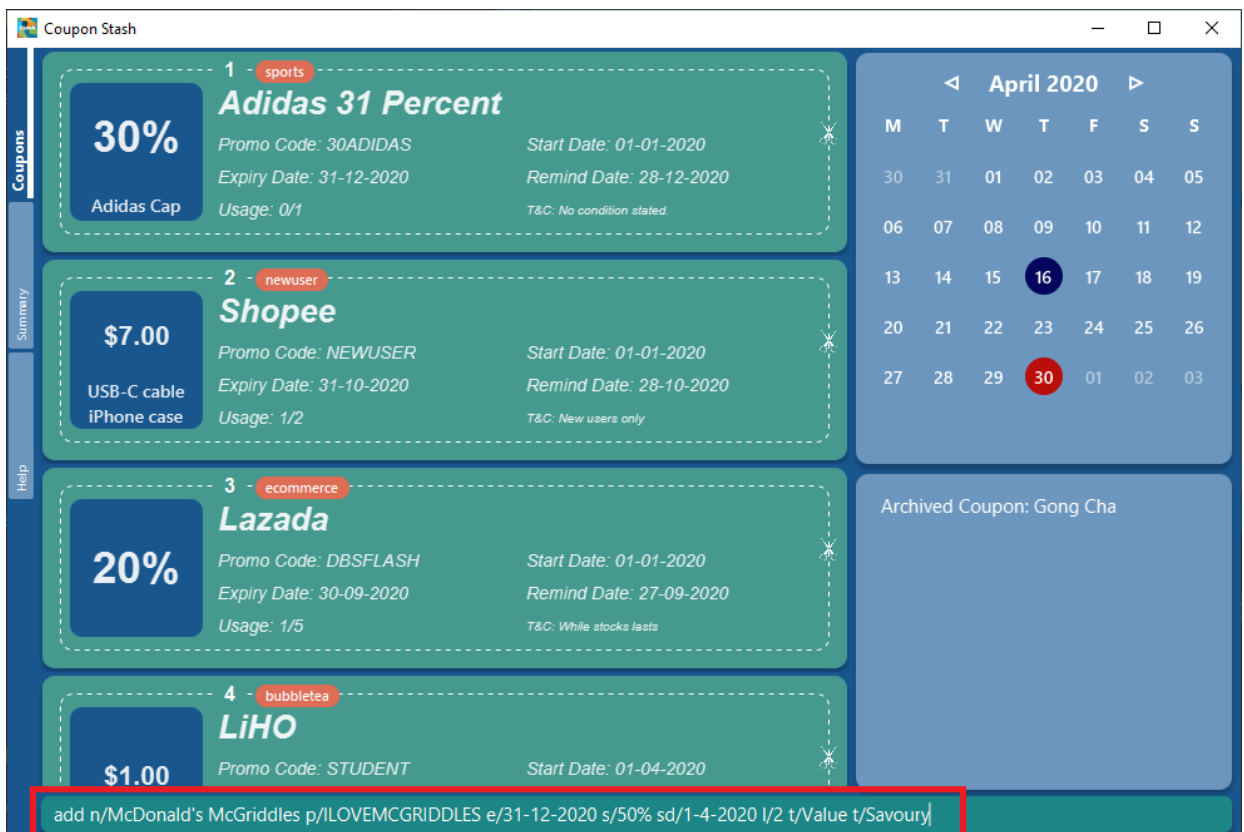 Coupon Stash
Coupons
Summary
Help
1 sports
Adidas 31 Percent
30%
Adidas Cap
Promo Code: 30ADIDAS Start Date: 01-01-2020
Expiry Date: 31-12-2020 Remind Date: 28-12-2020
Usage: 0/1 T&C: No condition stated.
2 newuser
Shopee
$7.00
USB-C cable
iPhone case
Promo Code: NEWUSER Start Date: 01-01-2020
Expiry Date: 31-10-2020 Remind Date: 28-10-2020
Usage: 1/2 T&C: New users only
3 ecommerce
Lazada
20%
Promo Code: DBSFLASH Start Date: 01-01-2020
Expiry Date: 30-09-2020 Remind Date: 27-09-2020
Usage: 1/5 T&C: While stocks lasts
4 bubbletea
LiHO
$1.00
Promo Code: STUDENT Start Date: 01-04-2020
April 2020
M T W T F S S
30 31 01 02 03 04 05
06 07 08 09 10 11 12
13 14 15 16 17 18 19
20 21 22 23 24 25 26
27 28 29 30 01 02 03
Archived Coupon: Gong Cha
add n/McDonald's McGriddles p/ILOVEMCGRIDDLES e/31-12-2020 s/50% sd/1-4-2020 l/2 t/Value t/Savoury